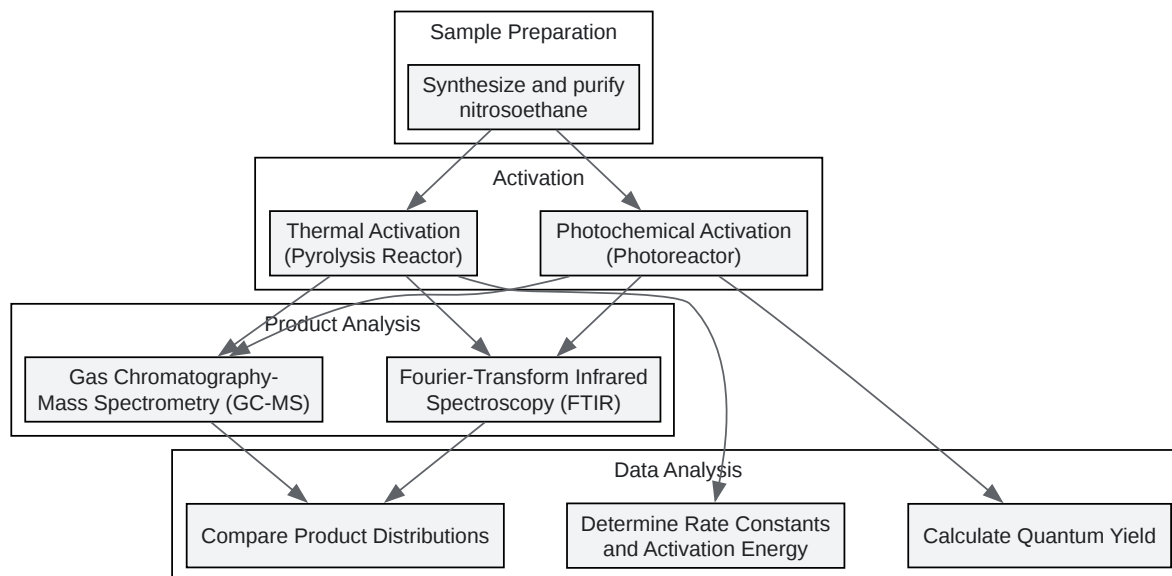 Sample Preparation
Synthesize and purify
nitrosoethane
Activation
Thermal Activation
(Pyrolysis Reactor)
Photochemical Activation
(Photoreactor)
Product Analysis
Gas Chromatography-
Mass Spectrometry (GC-MS)
Fourier-Transform Infrared
Spectroscopy (FTIR)
Data Analysis
Compare Product Distributions
Determine Rate Constants
and Activation Energy
Calculate Quantum Yield